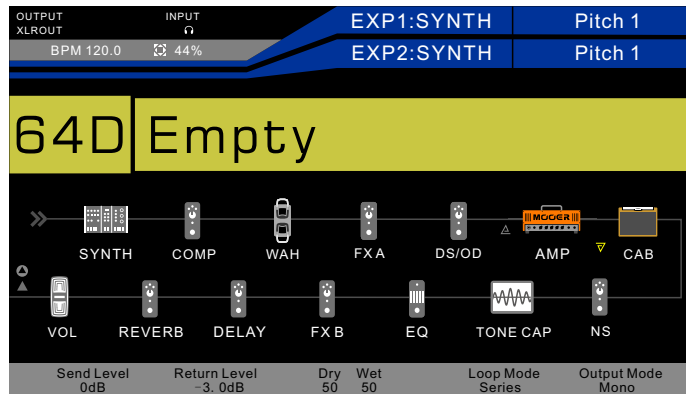 OUTPUT INPUT EXP1:SYNTH Pitch 1
XLROUT
BPM 120.0 44% EXP2:SYNTH Pitch 1
64D Empty
MOOER
SYNTH COMP WAH FX A DS/OD AMP CAB
VOL REVERB DELAY FX B EQ TONE CAP NS
Send Level Return Level Dry Wet Loop Mode Output Mode
0dB -3. 0dB 50 50 Series Mono